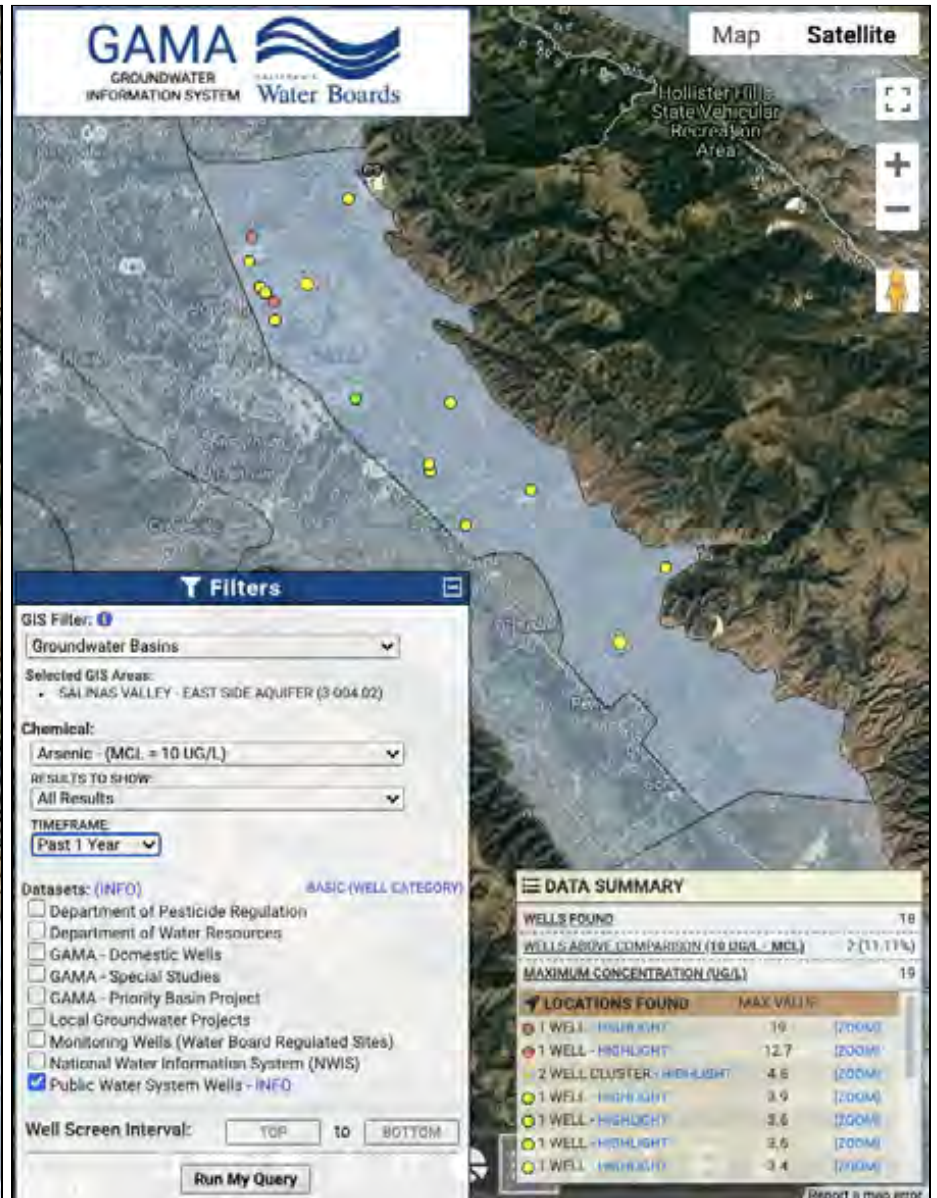 GAMA
GROUNDWATER
INFORMATION SYSTEM
CALIFORNIA
Water Boards
Map Satellite
Hollister Hills
State Vehicular
Recreation
Area
Filters
GIS Filter:
Groundwater Basins
Selected GIS Areas:
• SALINAS VALLEY - EAST SIDE AQUIFER (3-004.02)
Chemical:
Arsenic - (MCL = 10 UG/L)
RESULTS TO SHOW:
All Results
TIMEFRAME:
Past 1 Year
Datasets: (INFO) BASIC (WELL CATEGORY)
Department of Pesticide Regulation
Department of Water Resources
GAMA - Domestic Wells
GAMA - Special Studies
GAMA - Priority Basin Project
Local Groundwater Projects
Monitoring Wells (Water Board Regulated Sites)
National Water Information System (NWIS)
Public Water System Wells - INFO
Well Screen Interval: TOP to BOTTOM
Run My Query
DATA SUMMARY
WELLS FOUND 18
WELLS ABOVE COMPARISON (10 UG/L - MCL) 2 (11.11%)
MAXIMUM CONCENTRATION (UG/L) 19
LOCATIONS FOUND MAX VALUE
1 WELL - HIGHLIGHT 19 [ZOOM]
1 WELL - HIGHLIGHT 12.7 [ZOOM]
2 WELL CLUSTER - HIGHLIGHT 4.6 [ZOOM]
1 WELL - HIGHLIGHT 3.9 [ZOOM]
1 WELL - HIGHLIGHT 3.6 [ZOOM]
1 WELL - HIGHLIGHT 3.6 [ZOOM]
1 WELL - HIGHLIGHT 3.4 [ZOOM]
Report a map error